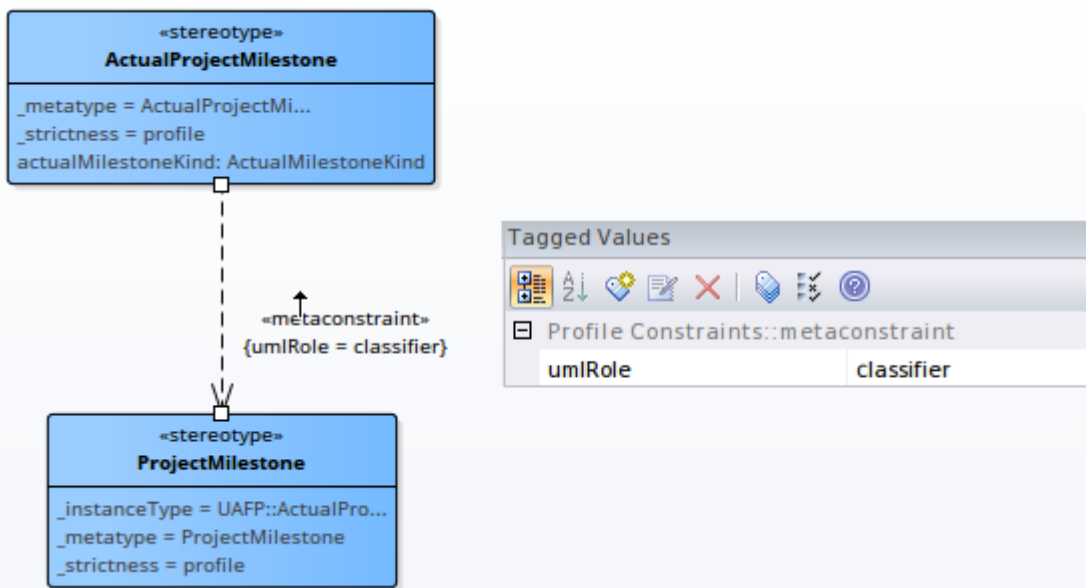 «stereotype»
ActualProjectMilestone
_metatype = ActualProjectMi...
_strictness = profile
actualMilestoneKind: ActualMilestoneKind
«metaconstraint»
{umlRole = classifier}
Tagged Values
Profile Constraints::metaconstraint
umlRole classifier
«stereotype»
ProjectMilestone
_instanceType = UAFP::ActualPro...
_metatype = ProjectMilestone
_strictness = profile